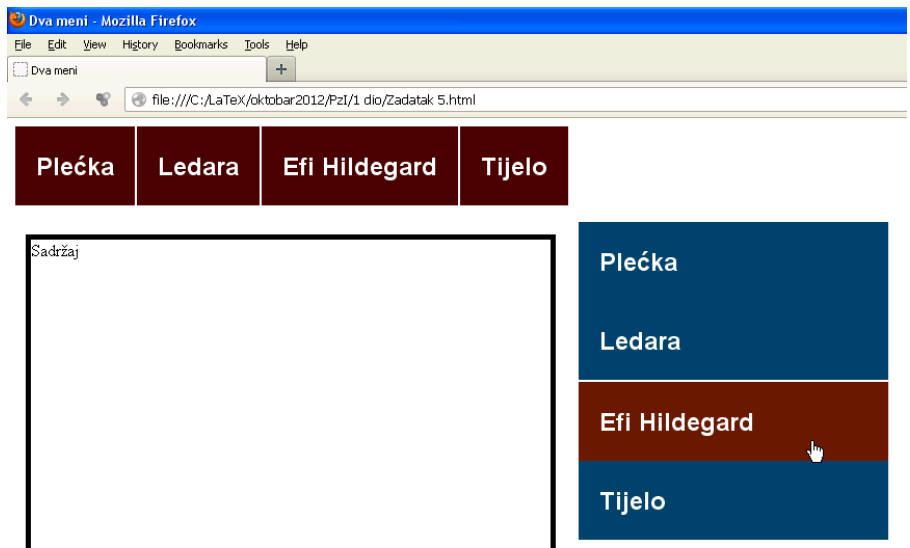 Dva meni - Mozilla Firefox
File Edit View History Bookmarks Tools Help
Dva meni +
file:///C:/LaTeX/oktobar2012/PzI/1 dio/Zadatak 5.html
Plećka Ledara Efi Hildegard Tijelo
Sadržaj
Plećka
Ledara
Efi Hildegard
Tijelo